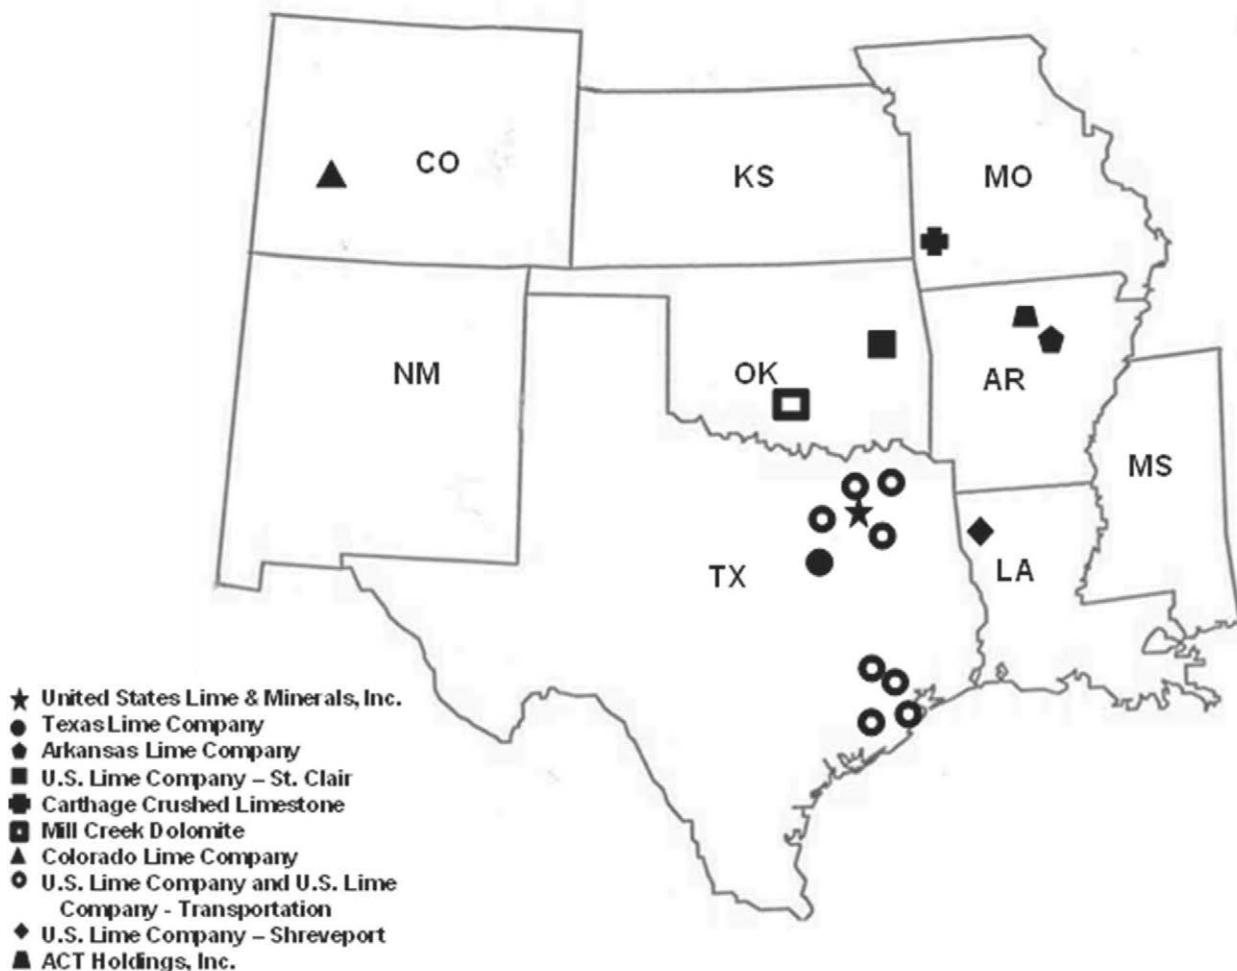 CO
KS
MO
NM
OK
AR
MS
TX
LA
United States Lime & Minerals, Inc.
Texas Lime Company
Arkansas Lime Company
U.S. Lime Company – St. Clair
Carthage Crushed Limestone
Mill Creek Dolomite
Colorado Lime Company
U.S. Lime Company and U.S. Lime
Company - Transportation
U.S. Lime Company – Shreveport
ACT Holdings, Inc.